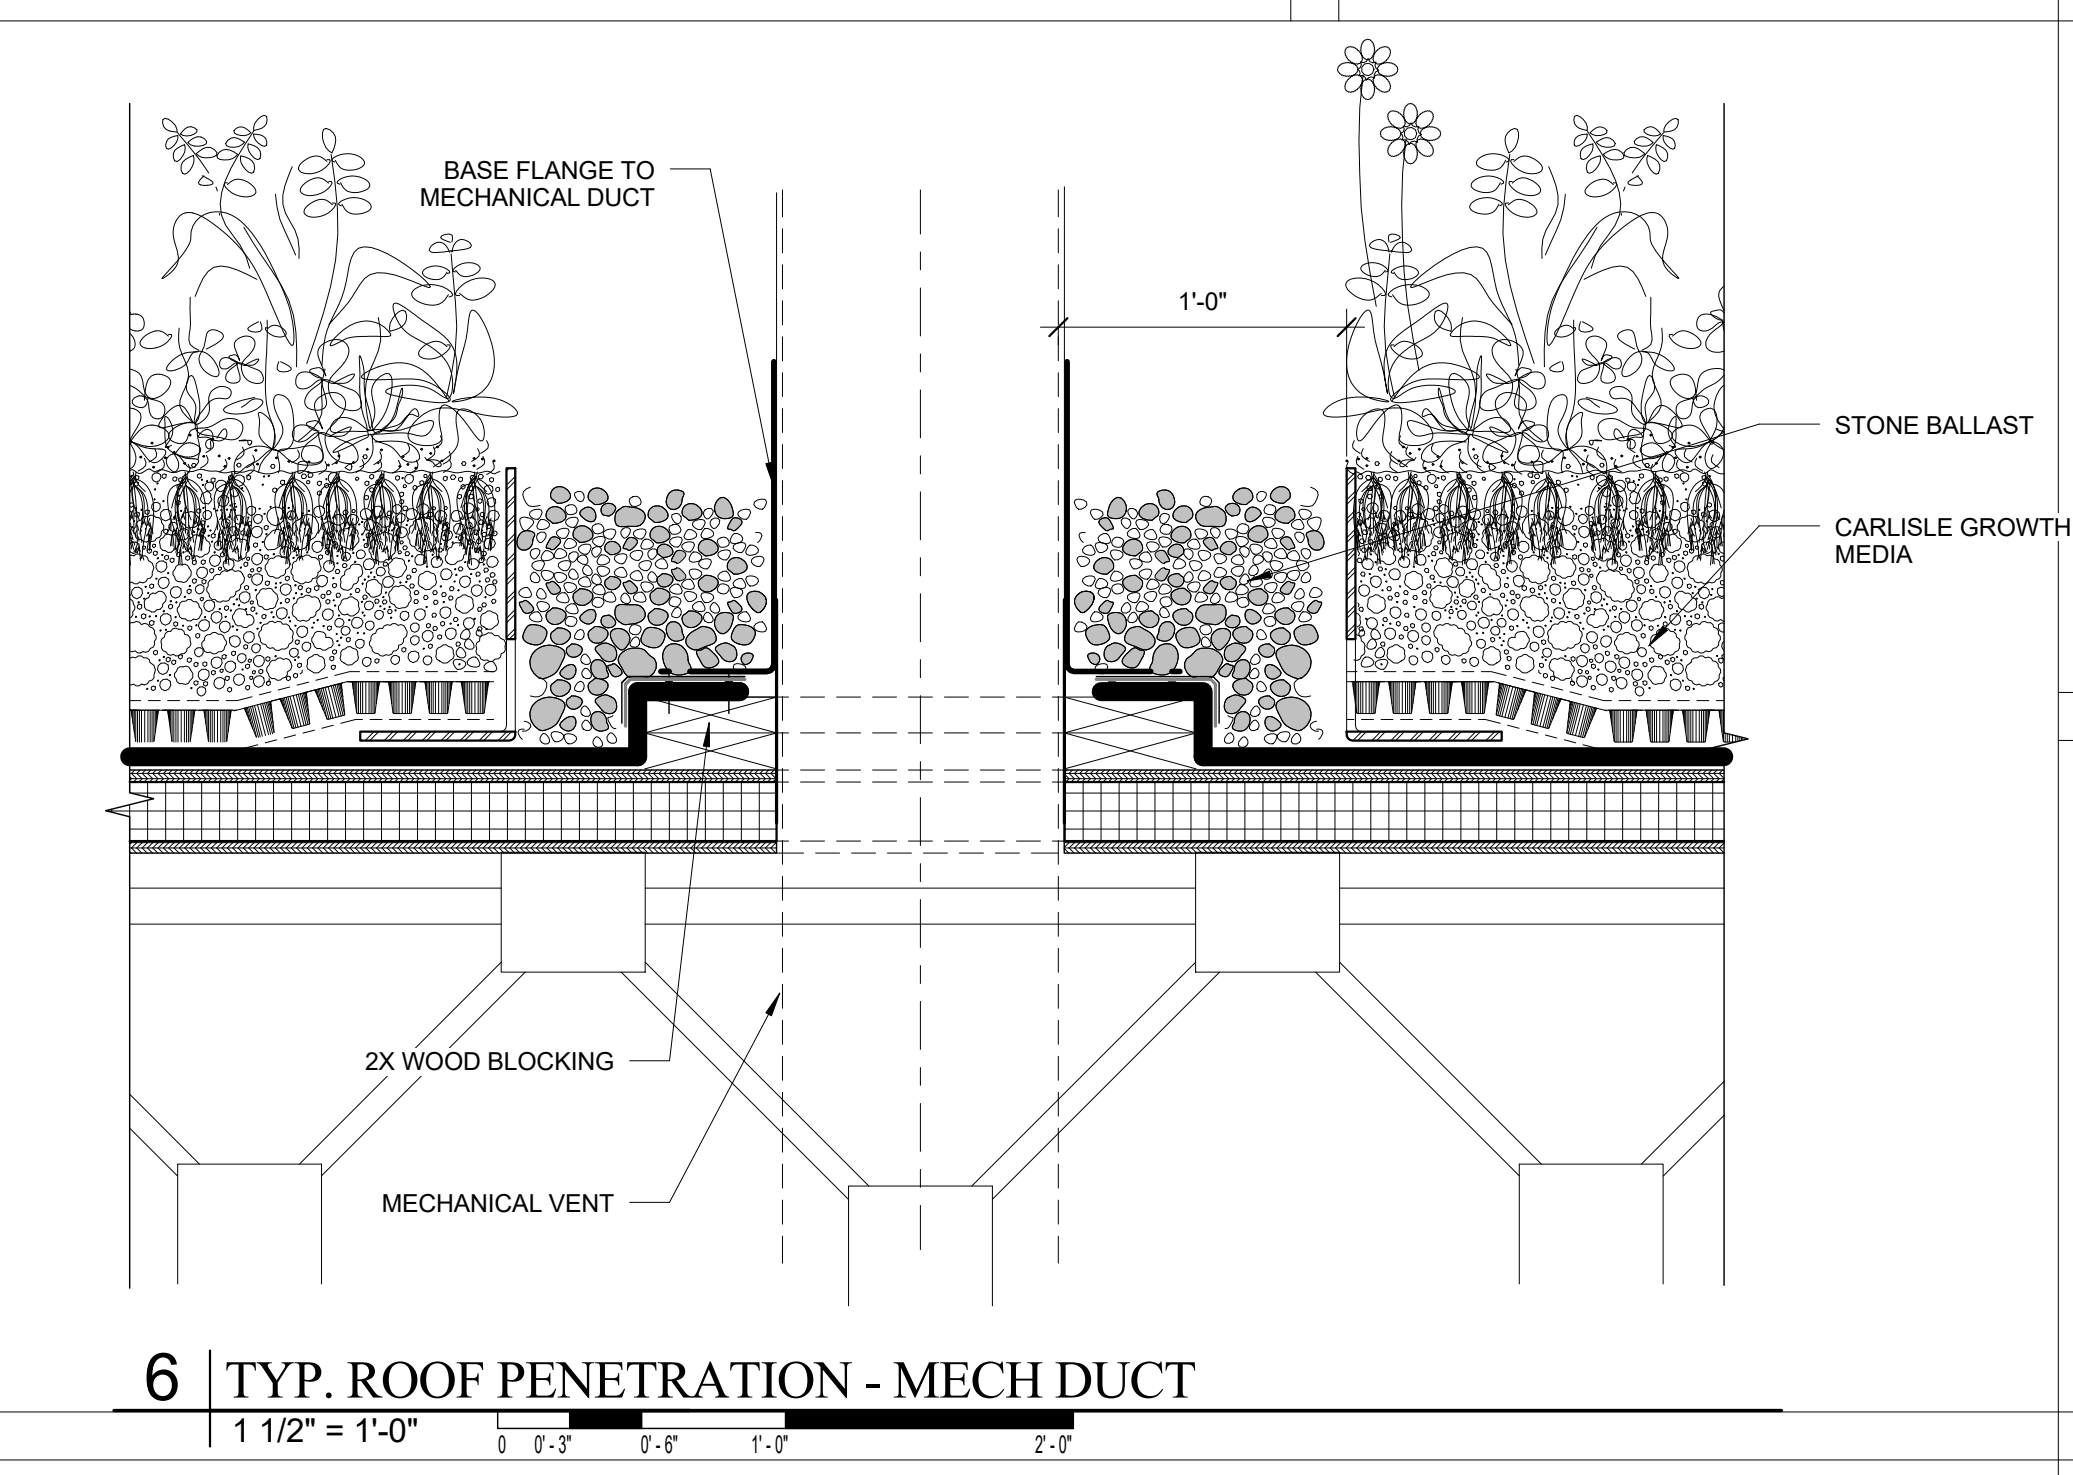 BASE FLANGE TO
MECHANICAL DUCT
1'-0"
STONE BALLAST
CARLISLE GROWTH
MEDIA
2X WOOD BLOCKING
MECHANICAL VENT
6
TYP. ROOF PENETRATION - MECH DUCT
1 1/2" = 1'-0"
0 0' - 3" 0' - 6" 1' - 0" 2' - 0"